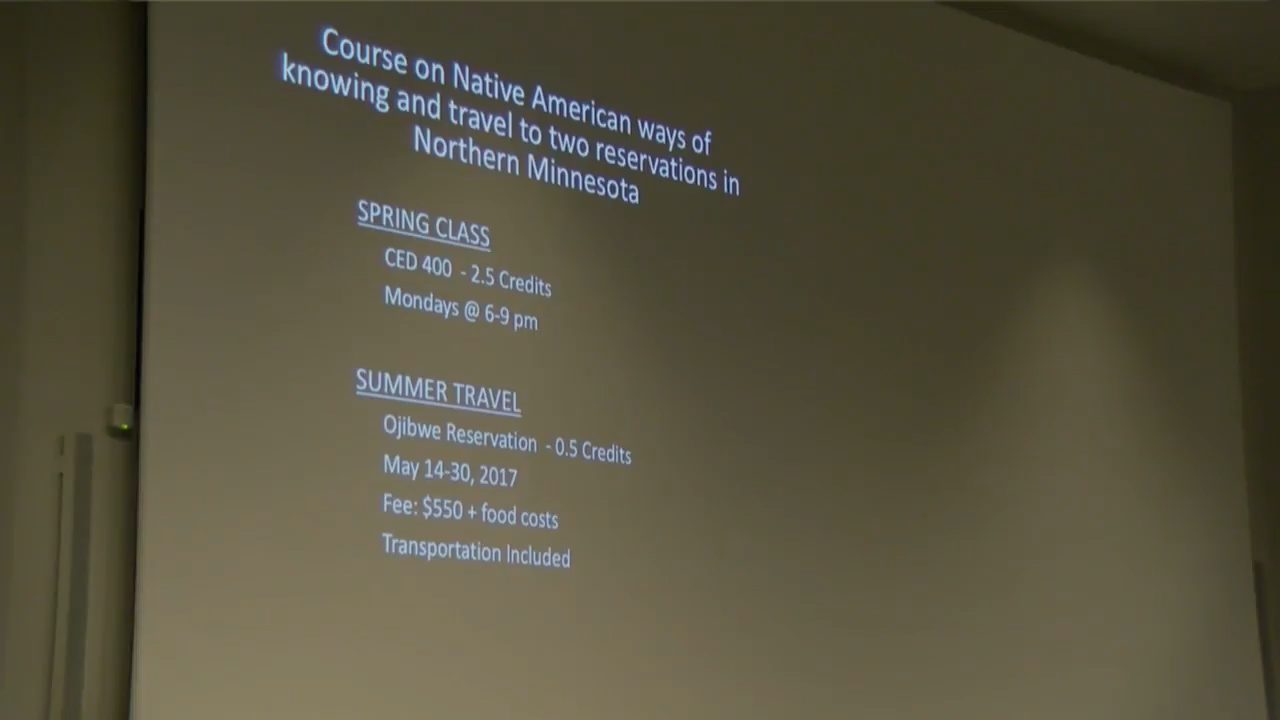 Course on Native American ways of
knowing and travel to two reservations in
Northern Minnesota
SPRING CLASS
CED 400 - 2.5 Credits
Mondays @ 6-9 pm
SUMMER TRAVEL
Ojibwe Reservation - 0.5 Credits
May 14-30, 2017
Fee: $550 + food costs
Transportation Included